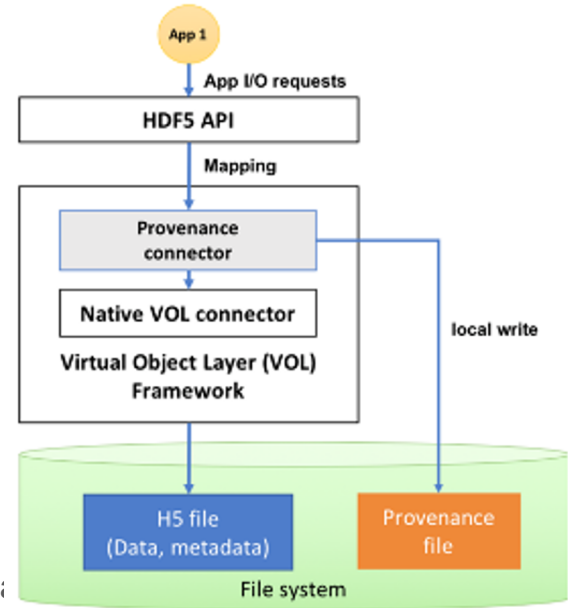 App 1
App I/O requests
HDF5 API
Mapping
Provenance
connector
Native VOL connector
local write
Virtual Object Layer (VOL)
Framework
H5 file
(Data, metadata)
Provenance
file
File system